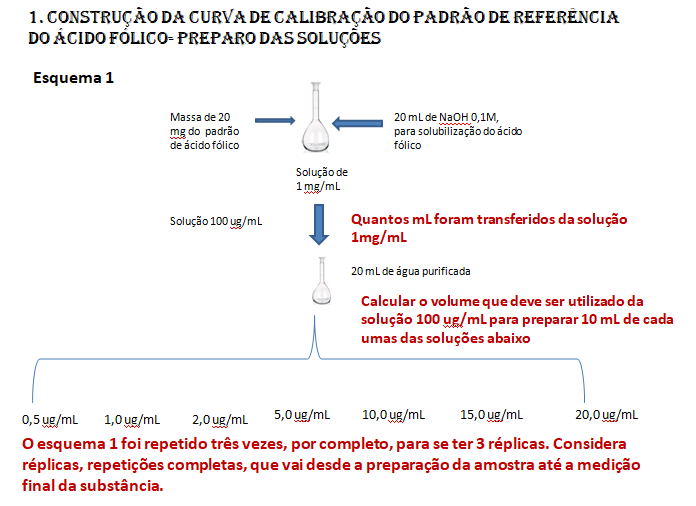 1. CONSTRUÇÃO DA CURVA DE CALIBRAÇÃO DO PADRÃO DE REFERÊNCIA
DO ÁCIDO FÓLICO- PREPARO DAS SOLUÇÕES
Esquema 1
Massa de 20
mg do padrão
de ácido fólico
20 mL de NaOH 0,1M,
para solubilização do ácido
fólico
Solução de
1 mg/mL
Solução 100 ug/mL
Quantos mL foram transferidos da solução
1mg/mL
20 mL de água purificada
Calcular o volume que deve ser utilizado da
solução 100 ug/mL para preparar 10 mL de cada
umas das soluções abaixo
0,5 ug/mL 1,0 ug/mL 2,0 ug/mL 5,0 ug/mL 10,0 ug/mL 15,0 ug/mL 20,0 ug/mL
O esquema 1 foi repetido três vezes, por completo, para se ter 3 réplicas. Considera
réplicas, repetições completas, que vai desde a preparação da amostra até a medição
final da substância.